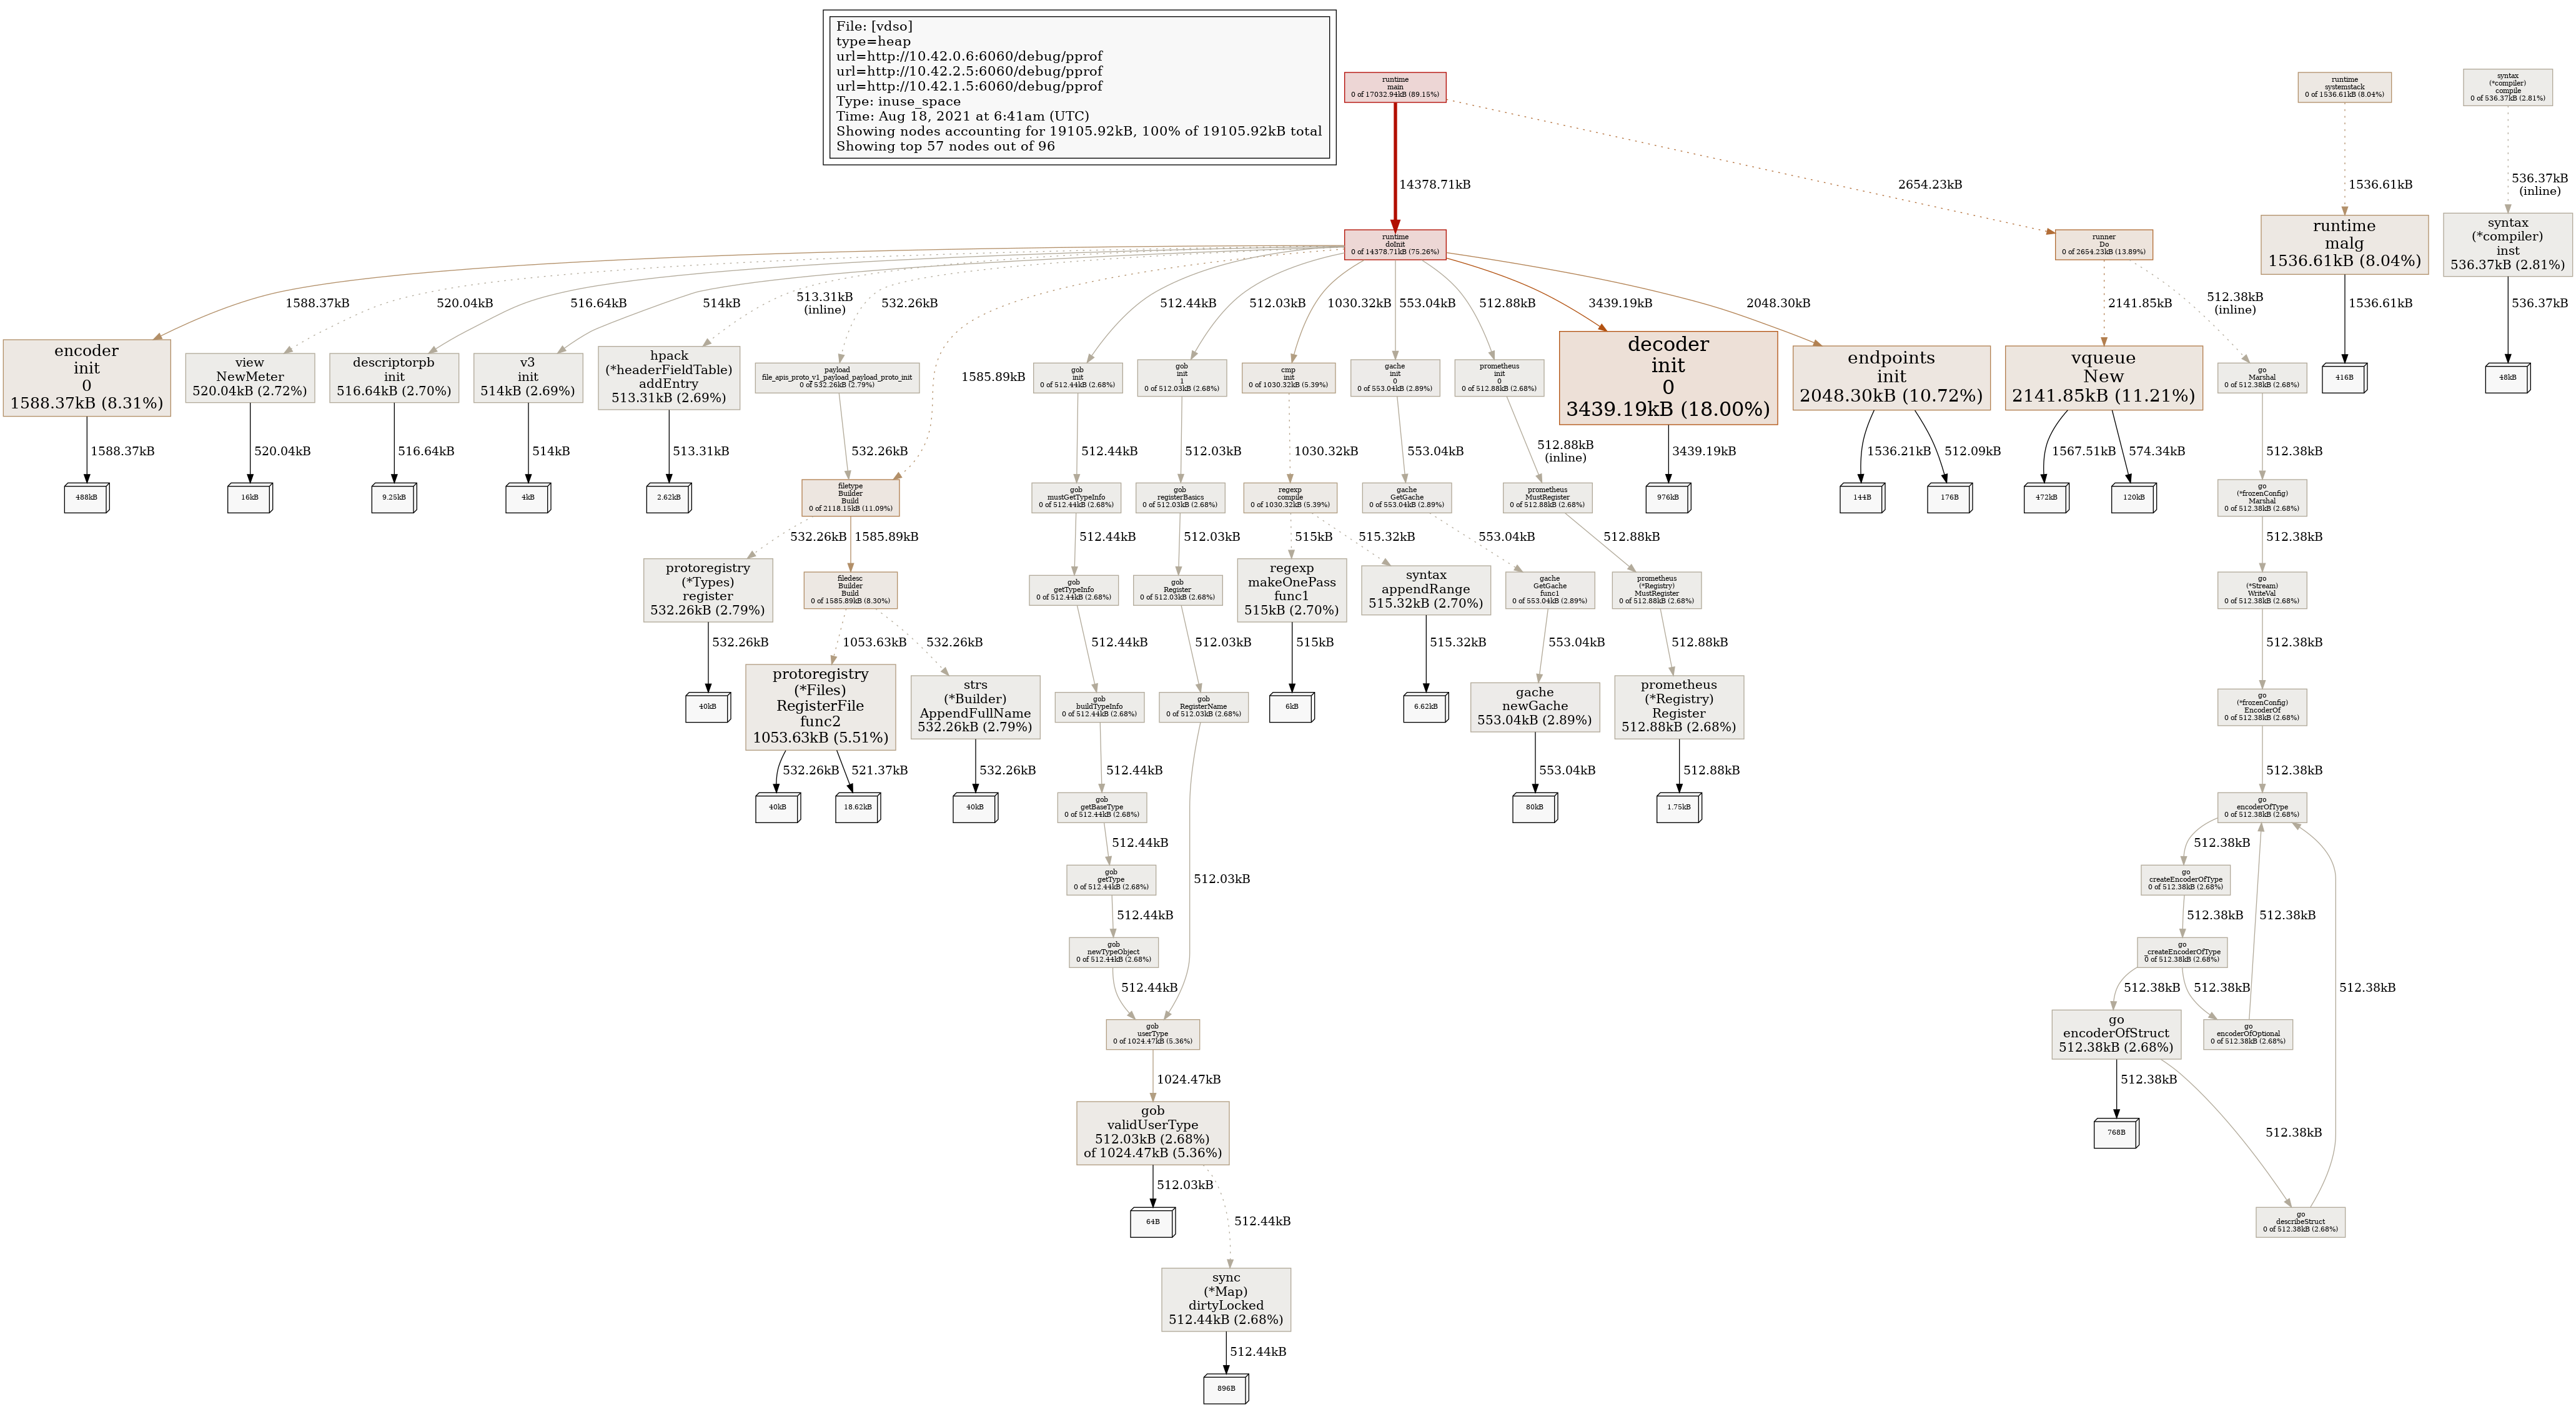 File: [vdso]
type=heap
url=http://10.42.0.6:6060/debug/pprof
url=http://10.42.2.5:6060/debug/pprof
url=http://10.42.1.5:6060/debug/pprof
Type: inuse_space
Time: Aug 18, 2021 at 6:41am (UTC)
Showing nodes accounting for 19105.92kB, 100% of 19105.92kB total
Showing top 57 nodes out of 96
runtime
main
0 of 17032.94kB (89.15%)
runtime
systemstack
0 of 1536.61kB (8.04%)
syntax
(*compiler)
compile
0 of 536.37kB (2.81%)
14378.71kB
2654.23kB
1536.61kB
536.37kB
(inline)
runtime
doInit
0 of 14378.71kB (75.26%)
runner
Do
0 of 2654.23kB (13.89%)
runtime
malg
1536.61kB (8.04%)
syntax
(*compiler)
inst
536.37kB (2.81%)
1588.37kB
520.04kB
516.64kB
514kB
513.31kB
(inline)
532.26kB
1585.89kB
512.44kB
512.03kB
1030.32kB
553.04kB
512.88kB
3439.19kB
2048.30kB
2141.85kB
512.38kB
(inline)
1536.61kB
536.37kB
encoder
init
0
1588.37kB (8.31%)
view
NewMeter
520.04kB (2.72%)
descriptorpb
init
516.64kB (2.70%)
v3
init
514kB (2.69%)
hpack
(*headerFieldTable)
addEntry
513.31kB (2.69%)
payload
file_apis_proto_v1_payload_payload_proto_init
0 of 532.26kB (2.79%)
gob
init
0 of 512.44kB (2.68%)
gob
init
1
0 of 512.03kB (2.68%)
cmp
init
0 of 1030.32kB (5.39%)
gache
init
0
0 of 553.04kB (2.89%)
prometheus
init
0
0 of 512.88kB (2.68%)
decoder
init
0
3439.19kB (18.00%)
endpoints
init
2048.30kB (10.72%)
vqueue
New
2141.85kB (11.21%)
go
Marshal
0 of 512.38kB (2.68%)
416B
48kB
1588.37kB
520.04kB
516.64kB
514kB
513.31kB
532.26kB
512.44kB
512.03kB
1030.32kB
553.04kB
512.88kB
(inline)
3439.19kB
1536.21kB
512.09kB
1567.51kB
574.34kB
512.38kB
488kB
16kB
9.25kB
4kB
2.62kB
filetype
Builder
Build
0 of 2118.15kB (11.09%)
gob
mustGetTypeInfo
0 of 512.44kB (2.68%)
gob
registerBasics
0 of 512.03kB (2.68%)
regexp
compile
0 of 1030.32kB (5.39%)
gache
GetGache
0 of 553.04kB (2.89%)
prometheus
MustRegister
0 of 512.88kB (2.68%)
976kB
144B
176B
472kB
120kB
go
(*frozenConfig)
Marshal
0 of 512.38kB (2.68%)
532.26kB
1585.89kB
512.44kB
512.03kB
515kB
515.32kB
553.04kB
512.88kB
512.38kB
protoregistry
(*Types)
register
532.26kB (2.79%)
filedesc
Builder
Build
0 of 1585.89kB (8.30%)
gob
getTypeInfo
0 of 512.44kB (2.68%)
gob
Register
0 of 512.03kB (2.68%)
regexp
makeOnePass
func1
515kB (2.70%)
syntax
appendRange
515.32kB (2.70%)
gache
GetGache
func1
0 of 553.04kB (2.89%)
prometheus
(*Registry)
MustRegister
0 of 512.88kB (2.68%)
go
(*Stream)
WriteVal
0 of 512.38kB (2.68%)
532.26kB
1053.63kB
532.26kB
512.44kB
512.03kB
515kB
515.32kB
553.04kB
512.88kB
512.38kB
40kB
protoregistry
(*Files)
RegisterFile
func2
1053.63kB (5.51%)
strs
(*Builder)
AppendFullName
532.26kB (2.79%)
gob
buildTypeInfo
0 of 512.44kB (2.68%)
gob
RegisterName
0 of 512.03kB (2.68%)
6kB
6.62kB
gache
newGache
553.04kB (2.89%)
prometheus
(*Registry)
Register
512.88kB (2.68%)
go
(*frozenConfig)
EncoderOf
0 of 512.38kB (2.68%)
532.26kB
521.37kB
532.26kB
512.44kB
553.04kB
512.88kB
512.38kB
40kB
18.62kB
40kB
gob
getBaseType
0 of 512.44kB (2.68%)
80kB
1.75kB
go
encoderOfType
0 of 512.38kB (2.68%)
512.44kB
512.38kB
gob
getType
0 of 512.44kB (2.68%)
512.03kB
go
createEncoderOfType
0 of 512.38kB (2.68%)
512.44kB
512.38kB
512.38kB
gob
newTypeObject
0 of 512.44kB (2.68%)
go
_createEncoderOfType
0 of 512.38kB (2.68%)
512.44kB
512.38kB
512.38kB
512.38kB
gob
userType
0 of 1024.47kB (5.36%)
go
encoderOfStruct
512.38kB (2.68%)
go
encoderOfOptional
0 of 512.38kB (2.68%)
1024.47kB
512.38kB
gob
validUserType
512.03kB (2.68%)
of 1024.47kB (5.36%)
768B
512.38kB
512.03kB
512.44kB
64B
go
describeStruct
0 of 512.38kB (2.68%)
sync
(*Map)
dirtyLocked
512.44kB (2.68%)
512.44kB
896B